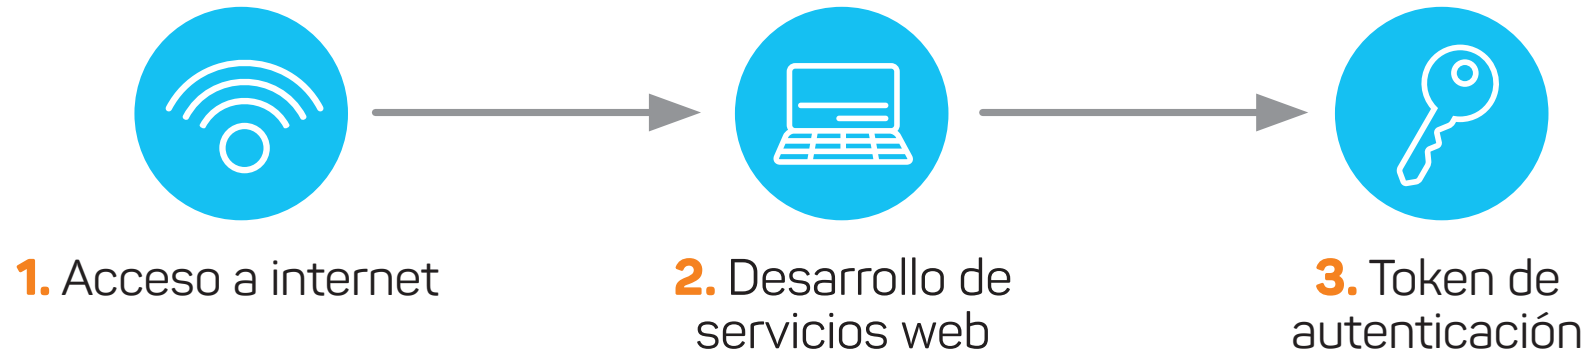 1. Acceso a internet
2. Desarrollo de
servicios web
3. Token de
autenticación